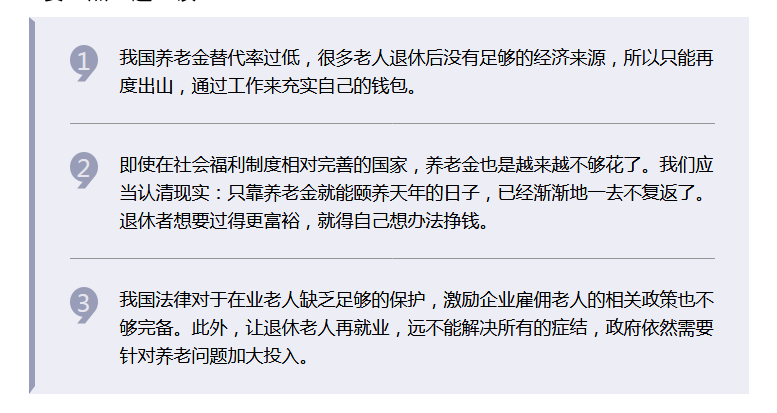 1
我国养老金替代率过低，很多老人退休后没有足够的经济来源，所以只能再
度出山，通过工作来充实自己的钱包。
2
即使在社会福利制度相对完善的国家，养老金也是越来越不够花了。我们应
当认清现实：只靠养老金就能颐养天年的日子，已经渐渐地一去不复返了。
退休者想要过得更富裕，就得自己想办法挣钱。
3
我国法律对于在业老人缺乏足够的保护，激励企业雇佣老人的相关政策也不
够完备。此外，让退休老人再就业，远不能解决所有的症结，政府依然需要
针对养老问题加大投入。